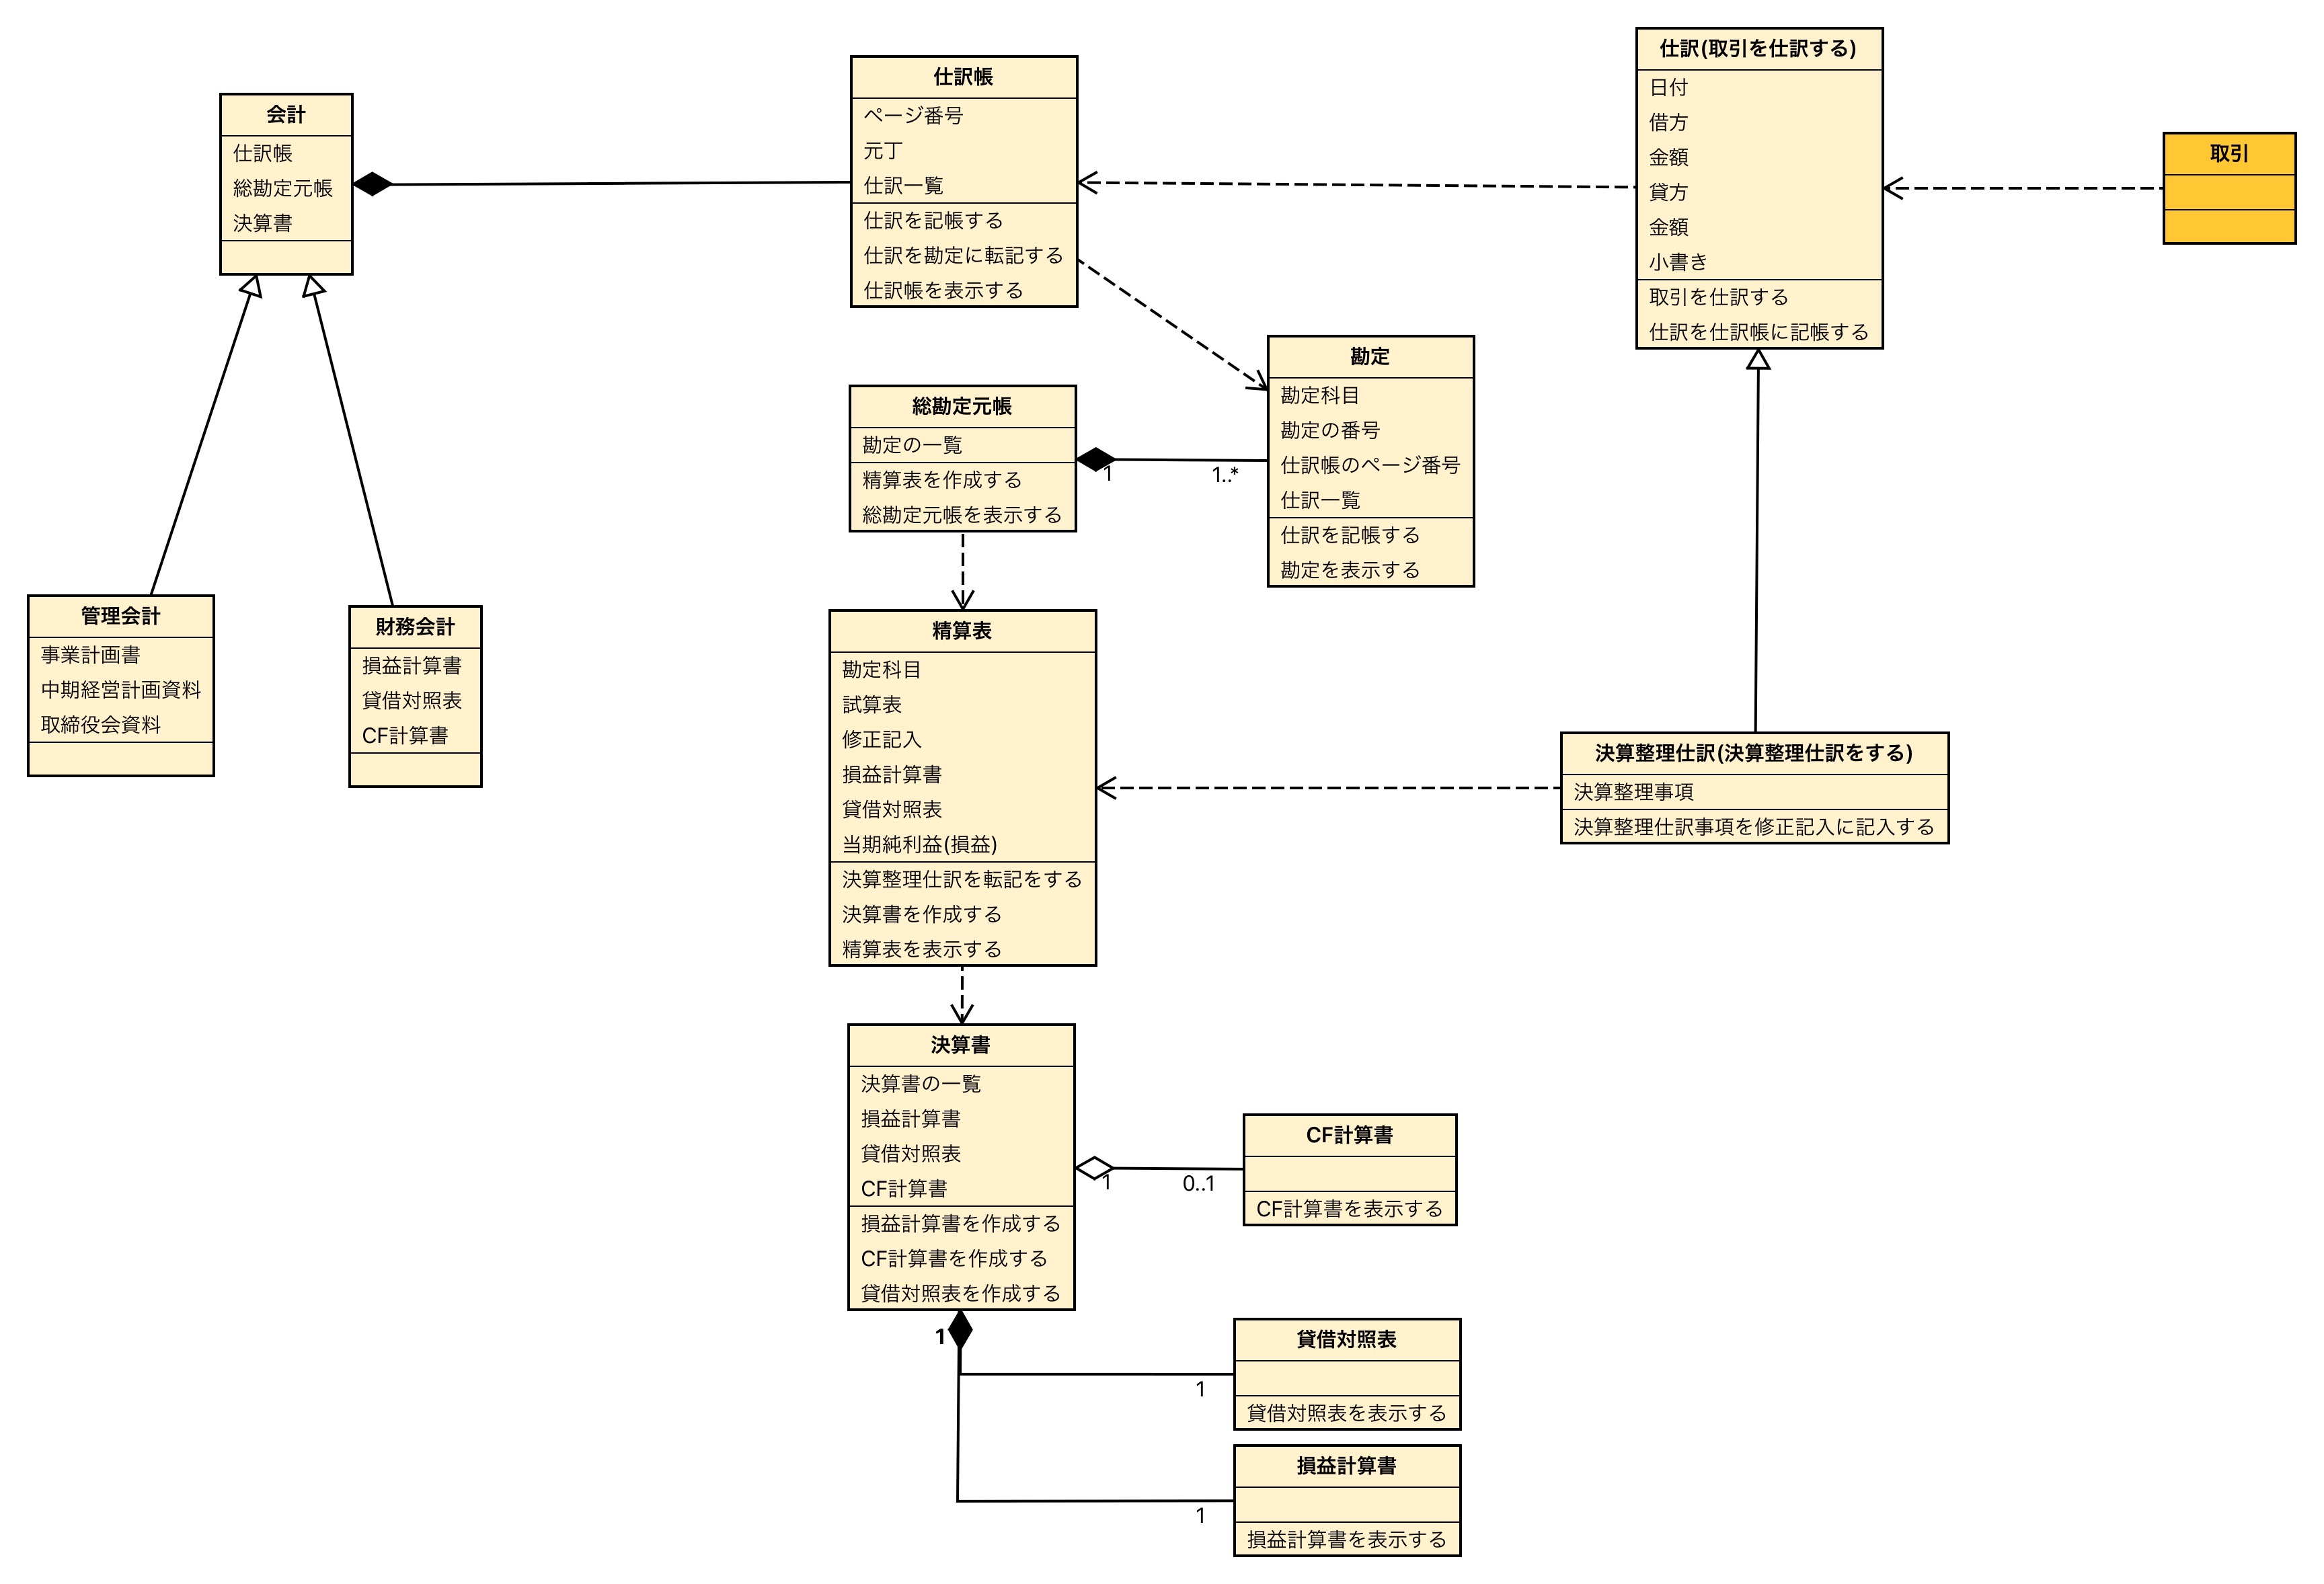 会計
仕訳帳
総勘定元帳
決算書
仕訳帳
ページ番号
元丁
仕訳一覧
仕訳を記帳する
仕訳を勘定に転記する
仕訳帳を表示する
仕訳(取引を仕訳する)
日付
借方
金額
貸方
金額
小書き
取引を仕訳する
仕訳を仕訳帳に記帳する
取引
勘定
勘定科目
勘定の番号
仕訳帳のページ番号
仕訳一覧
仕訳を記帳する
勘定を表示する
総勘定元帳
勘定の一覧
精算表を作成する
総勘定元帳を表示する
1
1..*
管理会計
事業計画書
中期経営計画資料
取締役会資料
財務会計
損益計算書
貸借対照表
CF計算書
精算表
勘定科目
試算表
修正記入
損益計算書
貸借対照表
当期純利益(損益)
決算整理仕訳を転記をする
決算書を作成する
精算表を表示する
決算整理仕訳(決算整理仕訳をする)
決算整理事項
決算整理仕訳事項を修正記入に記入する
決算書
決算書の一覧
損益計算書
貸借対照表
CF計算書
損益計算書を作成する
CF計算書を作成する
貸借対照表を作成する
1
0..1
CF計算書
CF計算書を表示する
1
1
貸借対照表
貸借対照表を表示する
1
損益計算書
損益計算書を表示する